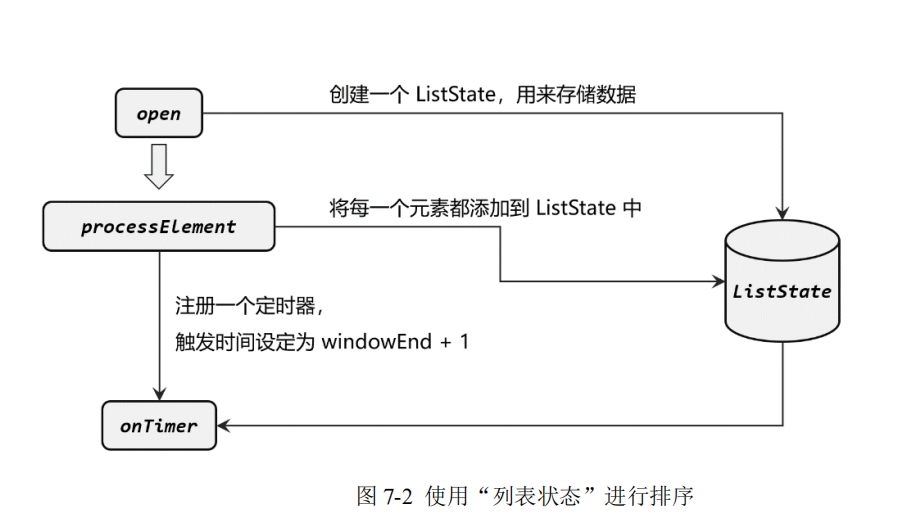 创建一个 ListState，用来存储数据
open
将每一个元素都添加到 ListState 中
processElement
ListState
注册一个定时器，
触发时间设定为 windowEnd + 1
onTimer
图 7-2 使用“列表状态”进行排序